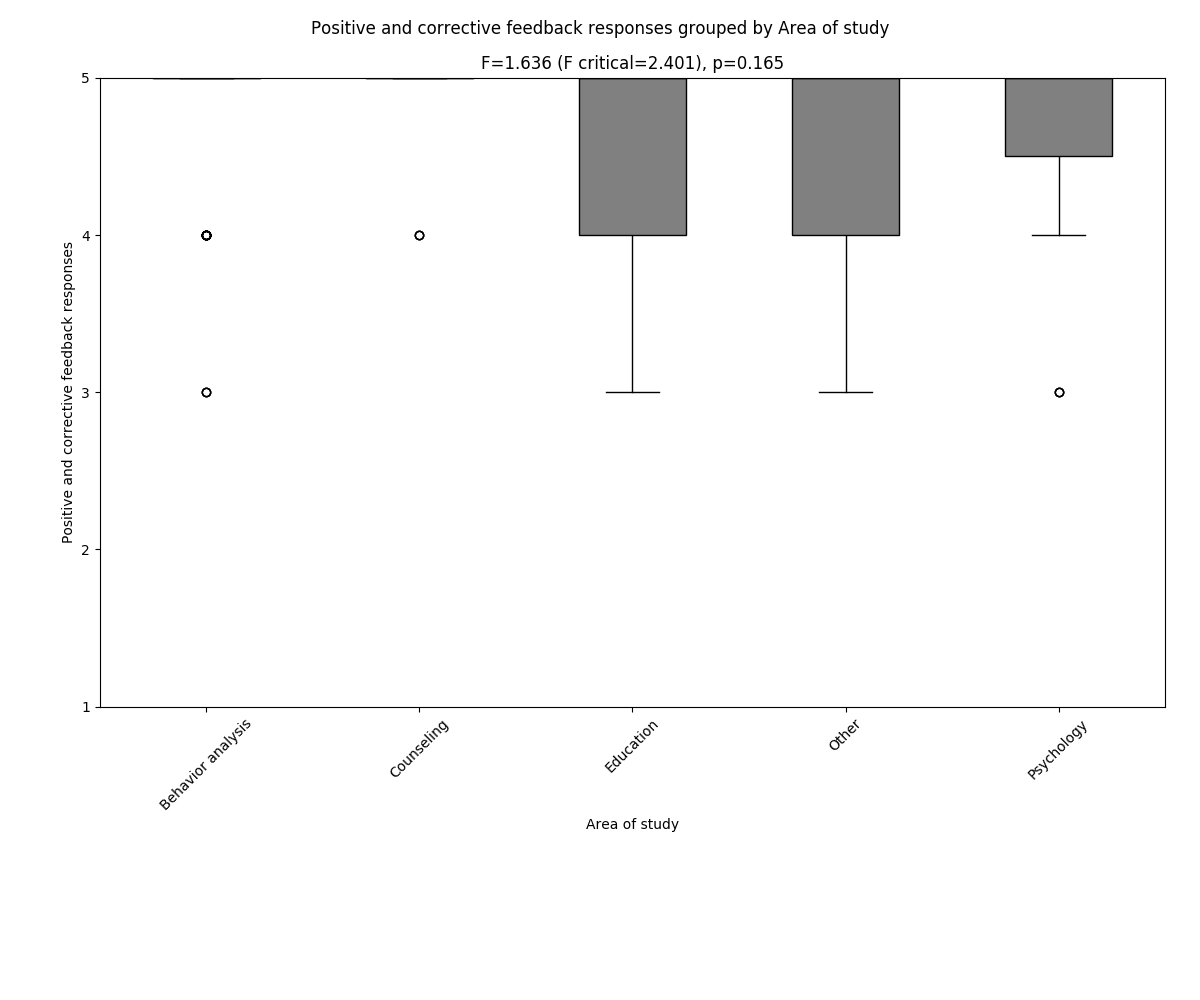 Positive and corrective feedback responses grouped by Area of study
F=1.636 (F critical=2.401), p=0.165
Positive and corrective feedback responses
5
4
3
2
1
Behavior analysis
Counseling
Education
Other
Psychology
Area of study